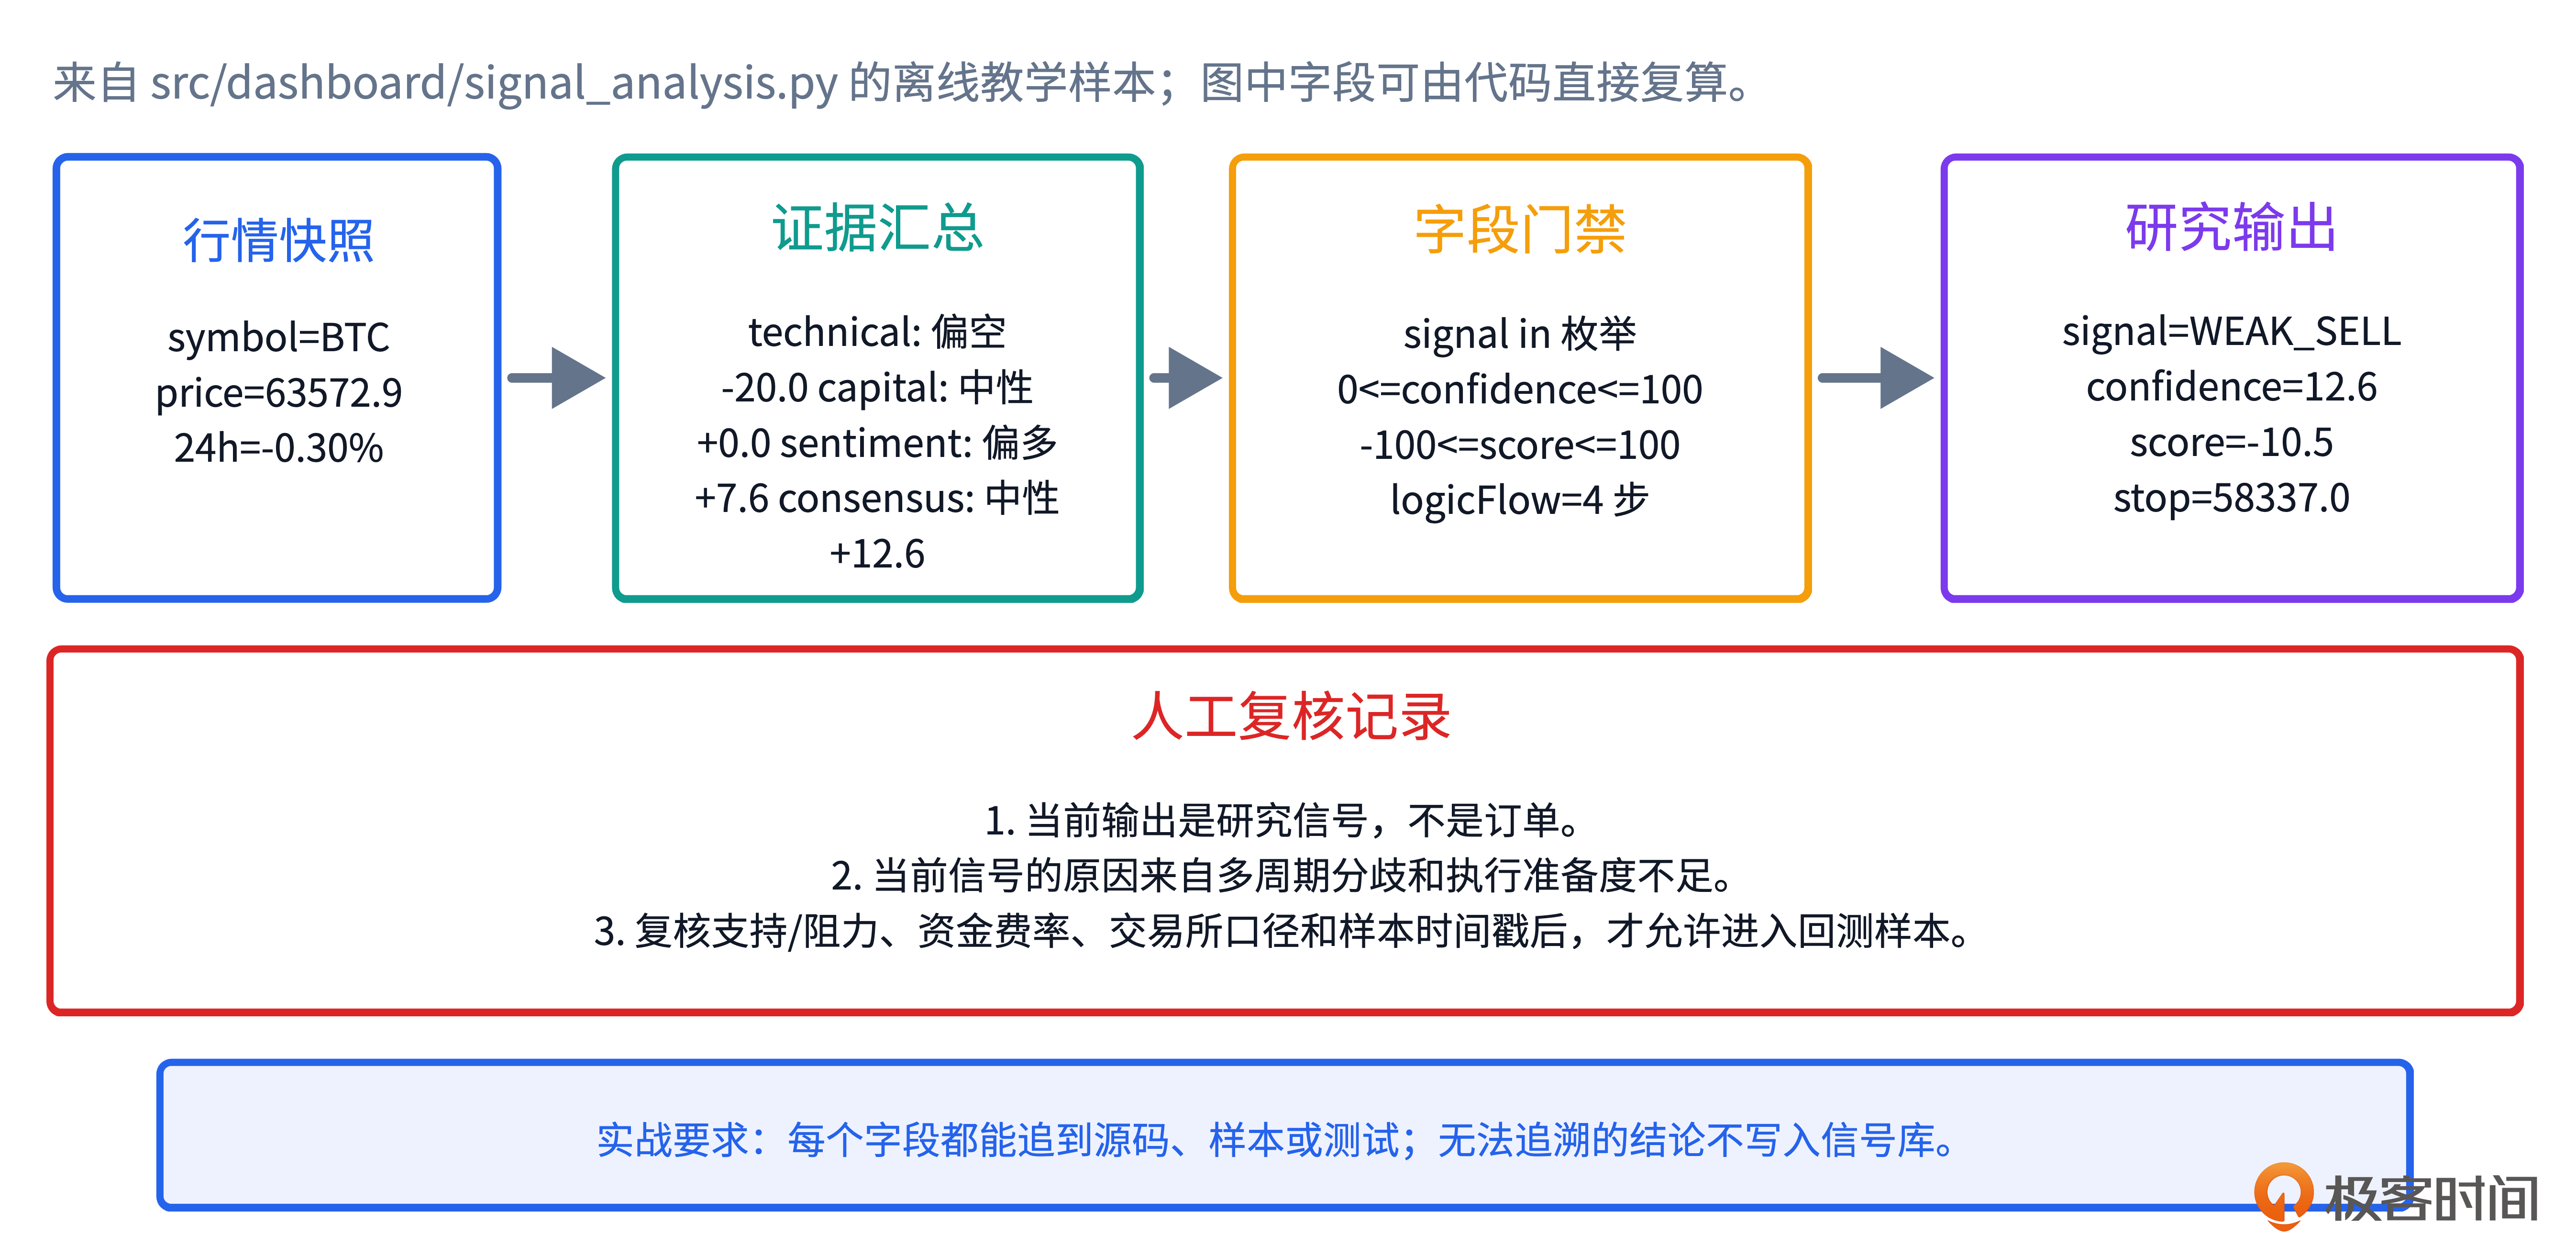 来自 src/dashboard/signal_analysis.py 的离线教学样本；图中字段可由代码直接复算。
行情快照
symbol=BTC
price=63572.9
24h=-0.30%
证据汇总
technical: 偏空
-20.0 capital: 中性
+0.0 sentiment: 偏多
+7.6 consensus: 中性
+12.6
字段门禁
signal in 枚举
0<=confidence<=100
-100<=score<=100
logicFlow=4 步
研究输出
signal=WEAK_SELL
confidence=12.6
score=-10.5
stop=58337.0
人工复核记录
1. 当前输出是研究信号，不是订单。
2. 当前信号的原因来自多周期分歧和执行准备度不足。
3. 复核支持/阻力、资金费率、交易所口径和样本时间戳后，才允许进入回测样本。
实战要求：每个字段都能追到源码、样本或测试；无法追溯的结论不写入信号库。
极客时间